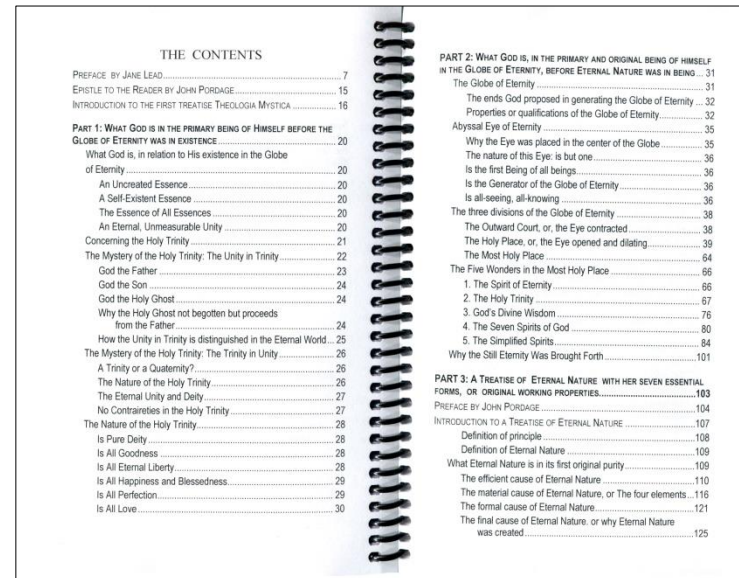 THE CONTENTS
PREFACE BY JANE LEAD 7
EPISTLE TO THE READER BY JOHN PORDAGE 15
INTRODUCTION TO THE FIRST TREATISE THEOLOGIA MYSTICA 16
PART 1: WHAT GOD IS IN THE PRIMARY BEING OF HIMSELF BEFORE THE
GLOBE OF ETERNITY WAS IN EXISTENCE 20
What God is, in relation to His existence in the Globe
of Eternity 20
An Uncreated Essence 20
A Self-Existent Essence 20
The Essence of All Essences 20
An Eternal, Unmeasurable Unity 20
Concerning the Holy Trinity 21
The Mystery of the Holy Trinity: The Unity in Trinity 22
God the Father 23
God the Son 24
God the Holy Ghost 24
Why the Holy Ghost not begotten but proceeds
from the Father 24
How the Unity in Trinity is distinguished in the Eternal World 25
The Mystery of the Holy Trinity: The Trinity in Unity 26
A Trinity or a Quaternity? 26
The Nature of the Holy Trinity 26
The Eternal Unity and Deity 27
No Contraireties in the Holy Trinity 27
The Nature of the Holy Trinity 28
Is Pure Deity 28
Is All Goodness 28
Is All Eternal Liberty 28
Is All Happiness and Blessedness 29
Is All Perfection 29
Is All Love 30
PART 2: WHAT GOD IS, IN THE PRIMARY AND ORIGINAL BEING OF HIMSELF
IN THE GLOBE OF ETERNITY, BEFORE ETERNAL NATURE WAS IN BEING ... 31
The Globe of Eternity 31
The ends God proposed in generating the Globe of Eternity ... 32
Properties or qualifications of the Globe of Eternity 32
Abyssal Eye of Eternity 35
Why the Eye was placed in the center of the Globe 35
The nature of this Eye: is but one 36
Is the first Being of all beings 36
Is the Generator of the Globe of Eternity 36
Is all-seeing, all-knowing 36
The three divisions of the Globe of Eternity 38
The Outward Court, or, the Eye contracted 38
The Holy Place, or, the Eye opened and dilating 39
The Most Holy Place 64
The Five Wonders in the Most Holy Place 66
1. The Spirit of Eternity 66
2. The Holy Trinity 67
3. God's Divine Wisdom 76
4. The Seven Spirits of God 80
5. The Simplified Spirits 84
Why the Still Eternity Was Brought Forth 101
PART 3: A TREATISE OF ETERNAL NATURE WITH HER SEVEN ESSENTIAL
FORMS, OR ORIGINAL WORKING PROPERTIES 103
PREFACE BY JOHN PORDAGE 104
INTRODUCTION TO A TREATISE OF ETERNAL NATURE 107
Definition of principle 108
Definition of Eternal Nature 109
What Eternal Nature is in its first original purity 109
The efficient cause of Eternal Nature 110
The material cause of Eternal Nature, or The four elements ... 116
The formal cause of Eternal Nature 121
The final cause of Eternal Nature. or why Eternal Nature
was created 125